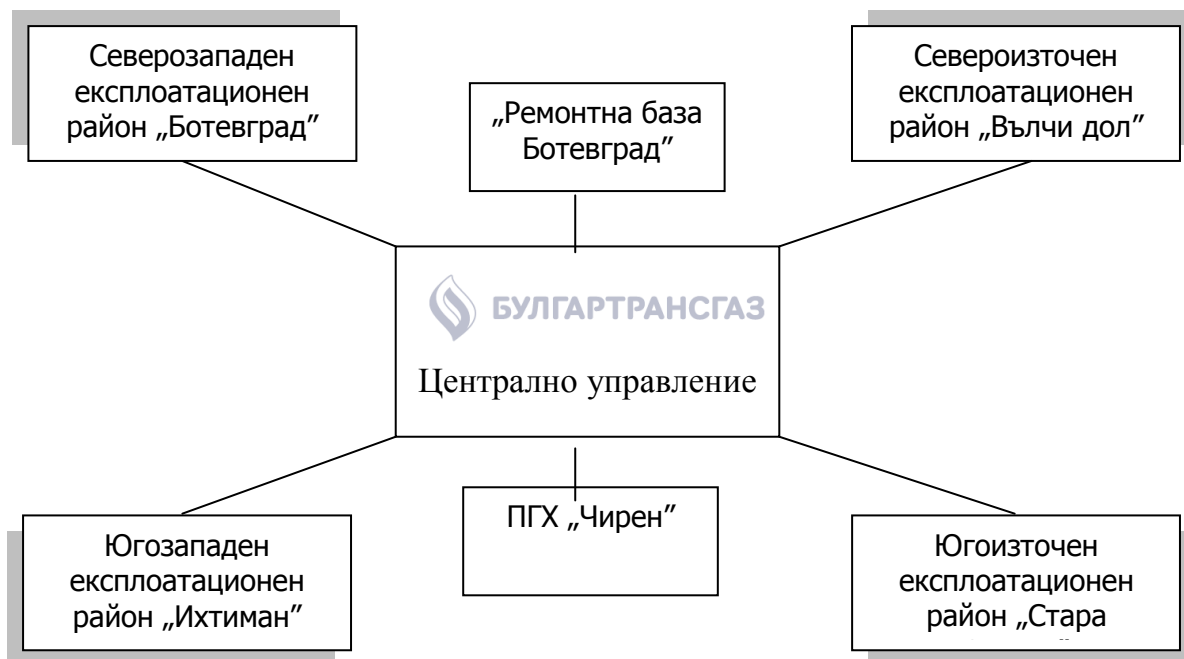 Северозападен
експлоатационен
район „Ботевград”
„Ремонтна база
Ботевград”
Североизточен
експлоатационен
район „Вълчи дол”
БУЛГАРТРАНСГАЗ
Централно управление
Югозападен
експлоатационен
район „Ихтиман”
ПГХ „Чирен”
Югоизточен
експлоатационен
район „Стара